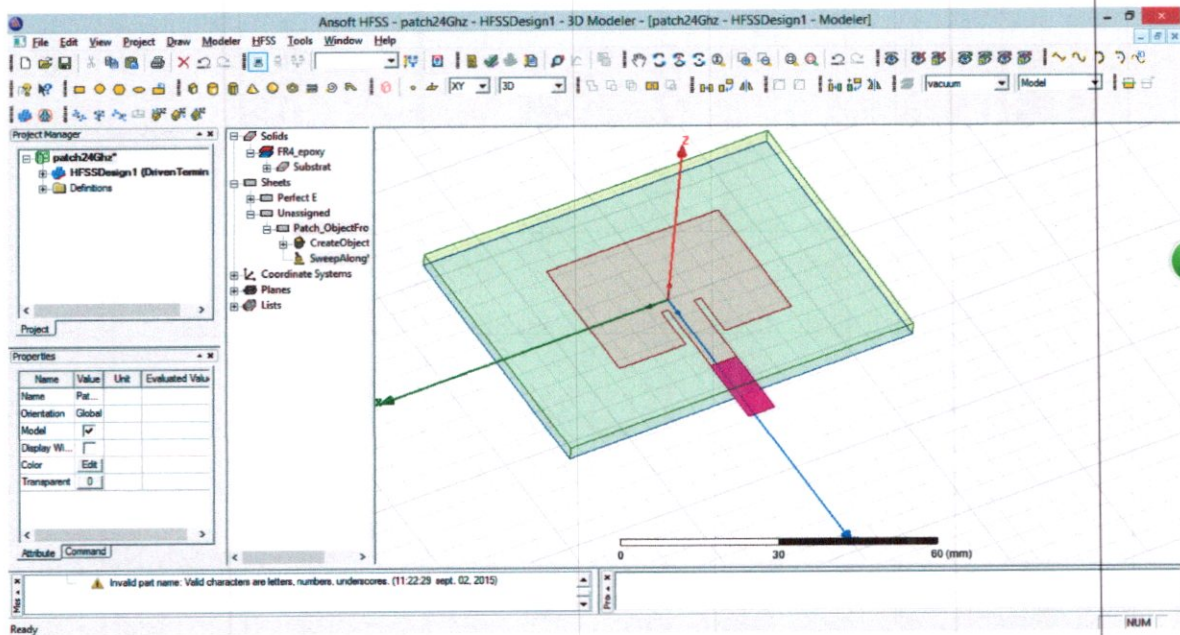 Ansoft HFSS - patch24Ghz - HFSSDesign1 - 3D Modeler - [patch24Ghz - HFSSDesign1 - Modeler]
File Edit View Project Draw Modeler HFSS Tools Window Help
XY 3D vacuum Model
Project Manager
patch24Ghz*
HFSSDesign1 (DrivenTermin
Definitions
Project
Solids
FR4_epoxy
Substrat
Sheets
Perfect E
Unassigned
Patch_ObjectFro
CreateObject
SweepAlong
Coordinate Systems
Planes
Lists
Z
Properties
Name Value Unit Evaluated Valu
Name Pat...
Orientation Global
Model
Display Wi...
Color Edit
Transparent 0
Attribute Command
0 30 60 (mm)
Invalid part name: Valid characters are letters, numbers, underscores. (11:22:29 sept. 02, 2015)
Ready
NUM